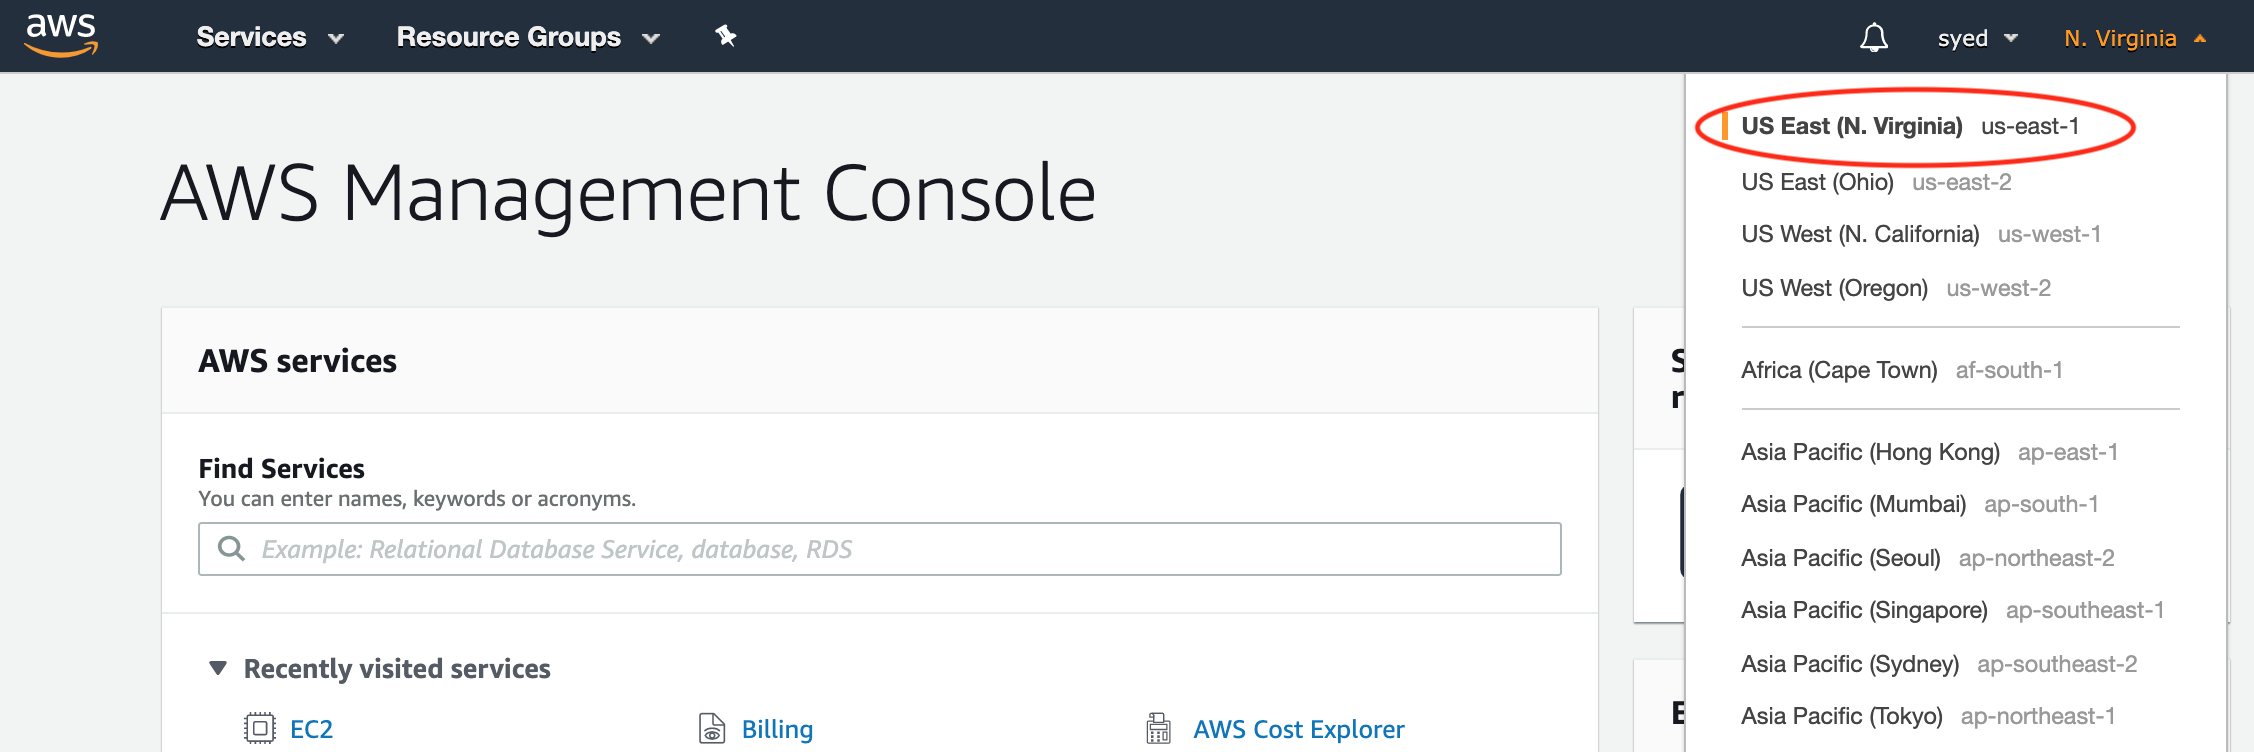 aws Services Resource Groups syed N. Virginia
US East (N. Virginia) us-east-1
US East (Ohio) us-east-2
US West (N. California) us-west-1
US West (Oregon) us-west-2
Africa (Cape Town) af-south-1
Asia Pacific (Hong Kong) ap-east-1
Asia Pacific (Mumbai) ap-south-1
Asia Pacific (Seoul) ap-northeast-2
Asia Pacific (Singapore) ap-southeast-1
Asia Pacific (Sydney) ap-southeast-2
Asia Pacific (Tokyo) ap-northeast-1
AWS Management Console
AWS services
Find Services
You can enter names, keywords or acronyms.
Example: Relational Database Service, database, RDS
Recently visited services
EC2 Billing AWS Cost Explorer